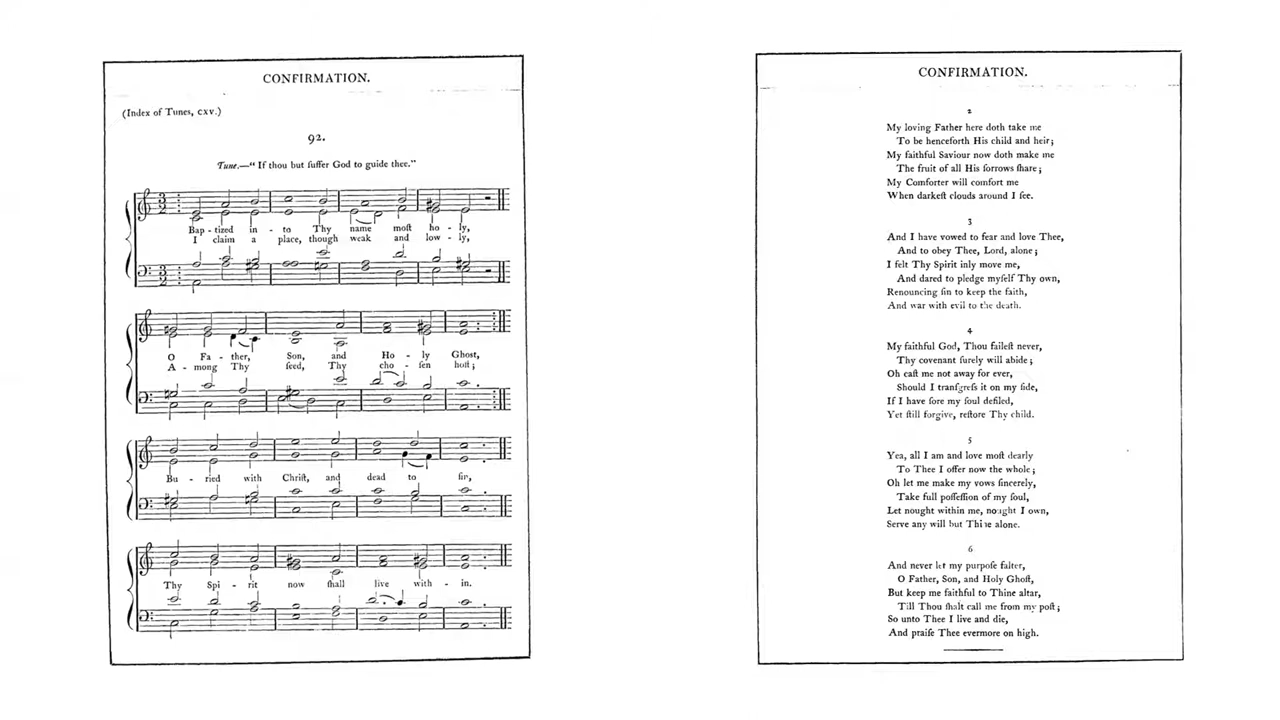 CONFIRMATION.
(Index of Tunes, CXV.)
92.
Tune.—“ If thou but ſuffer God to guide thee.”
Bap - tized in - to Thy name moſt ho - ly,
I claim a place, though weak and low - ly,
O Fa - ther, Son, and Ho - ly Ghost,
A - mong Thy ſeed, Thy cho - ſen hoſt ;
Bu - ried with Chriſt, and dead to ſin,
Thy Spi - rit now ſhall live with - in.
CONFIRMATION.
2
My loving Father here doth take me
To be henceforth His child and heir;
My faithful Saviour now doth make me
The fruit of all His ſorrows ſhare ;
My Comforter will comfort me
When darkeſt clouds around I ſee.
3
And I have vowed to fear and love Thee,
And to obey Thee, Lord, alone ;
I felt Thy Spirit inly move me,
And dared to pledge myſelf Thy own,
Renouncing ſin to keep the faith,
And war with evil to the death.
4
My faithful God, Thou faileſt never,
Thy covenant ſurely will abide ;
Oh caſt me not away for ever,
Should I tranſgreſs it on my ſide,
If I have ſore my ſoul defiled,
Yet ſtill forgive, reſtore Thy child.
5
Yea, all I am and love moſt dearly
To Thee I offer now the whole ;
Oh let me make my vows ſincerely,
Take full poſſeſſion of my ſoul,
Let nought within me, nought I own,
Serve any will but Thine alone.
6
And never let my purpoſe falter,
O Father, Son, and Holy Ghoſt,
But keep me faithful to Thine altar,
Till Thou ſhalt call me from my poſt ;
So unto Thee I live and die,
And praiſe Thee evermore on high.